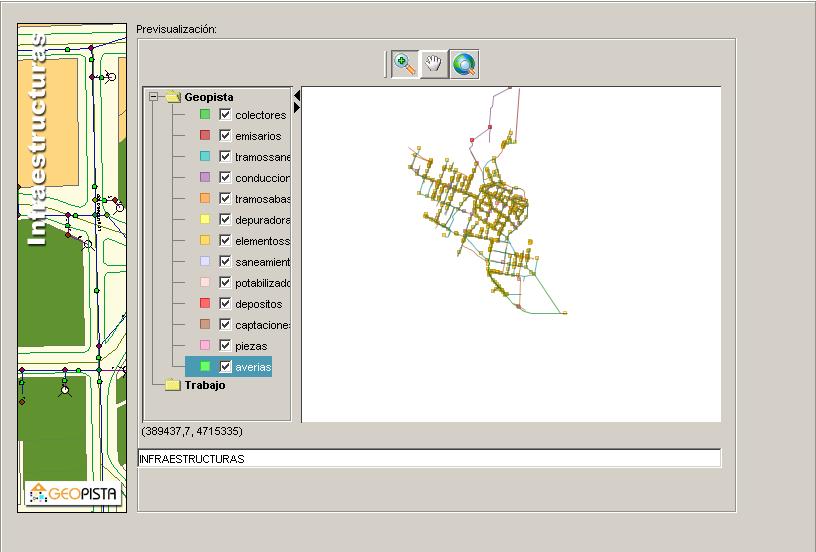 Previsualización:
Infraestructuras
Geopista
colectores
emisarios
tramossane
conduccion
tramosabas
depuradora
elementoss
saneamient
potabilizado
depositos
captaciones
piezas
averias
Trabajo
(389437,7, 4715335)
INFRAESTRUCTURAS
GEOPISTA